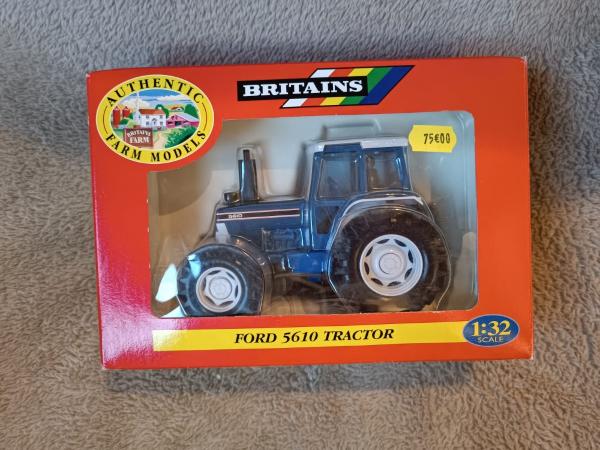 AUTHENTIC
BRITAINS
FARM
FARM MODELS
BRITAINS
75€00
5610
FORD 5610 TRACTOR
1:32
SCALE